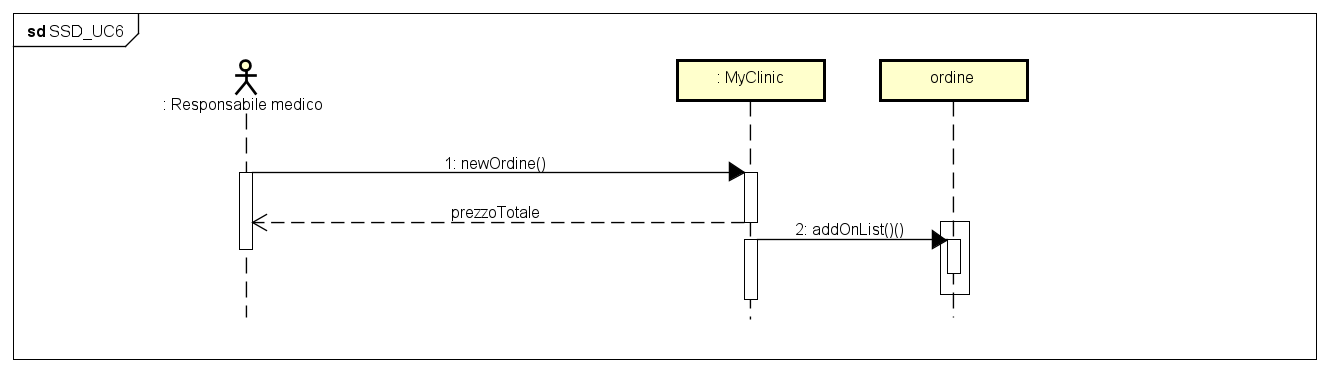 sd SSD_UC6
: Responsabile medico
: MyClinic
ordine
1: newOrdine()
prezzoTotale
2: addOnList()()